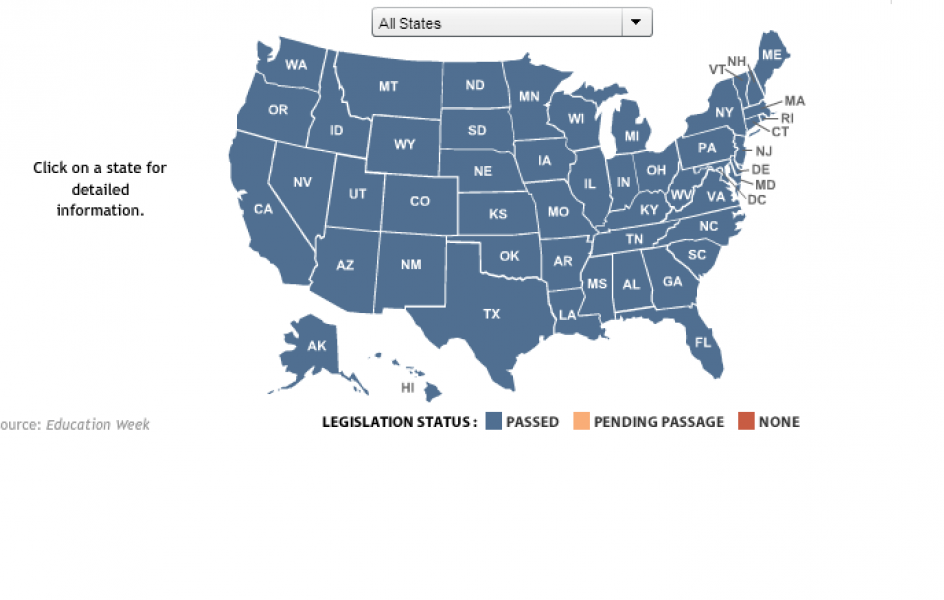 All States
WA
MT
ND
MN
ME
VT
NH
OR
ID
WY
SD
WI
MI
NY
MA
RI
CT
NJ
DE
MD
DC
PA
NV
UT
CO
NE
IA
IL
IN
OH
WV
VA
CA
KS
MO
KY
NC
AZ
NM
OK
AR
TN
SC
TX
LA
MS
AL
GA
FL
AK
HI
Click on a state for
detailed
information.
ource: Education Week
LEGISLATION STATUS : PASSED PENDING PASSAGE NONE